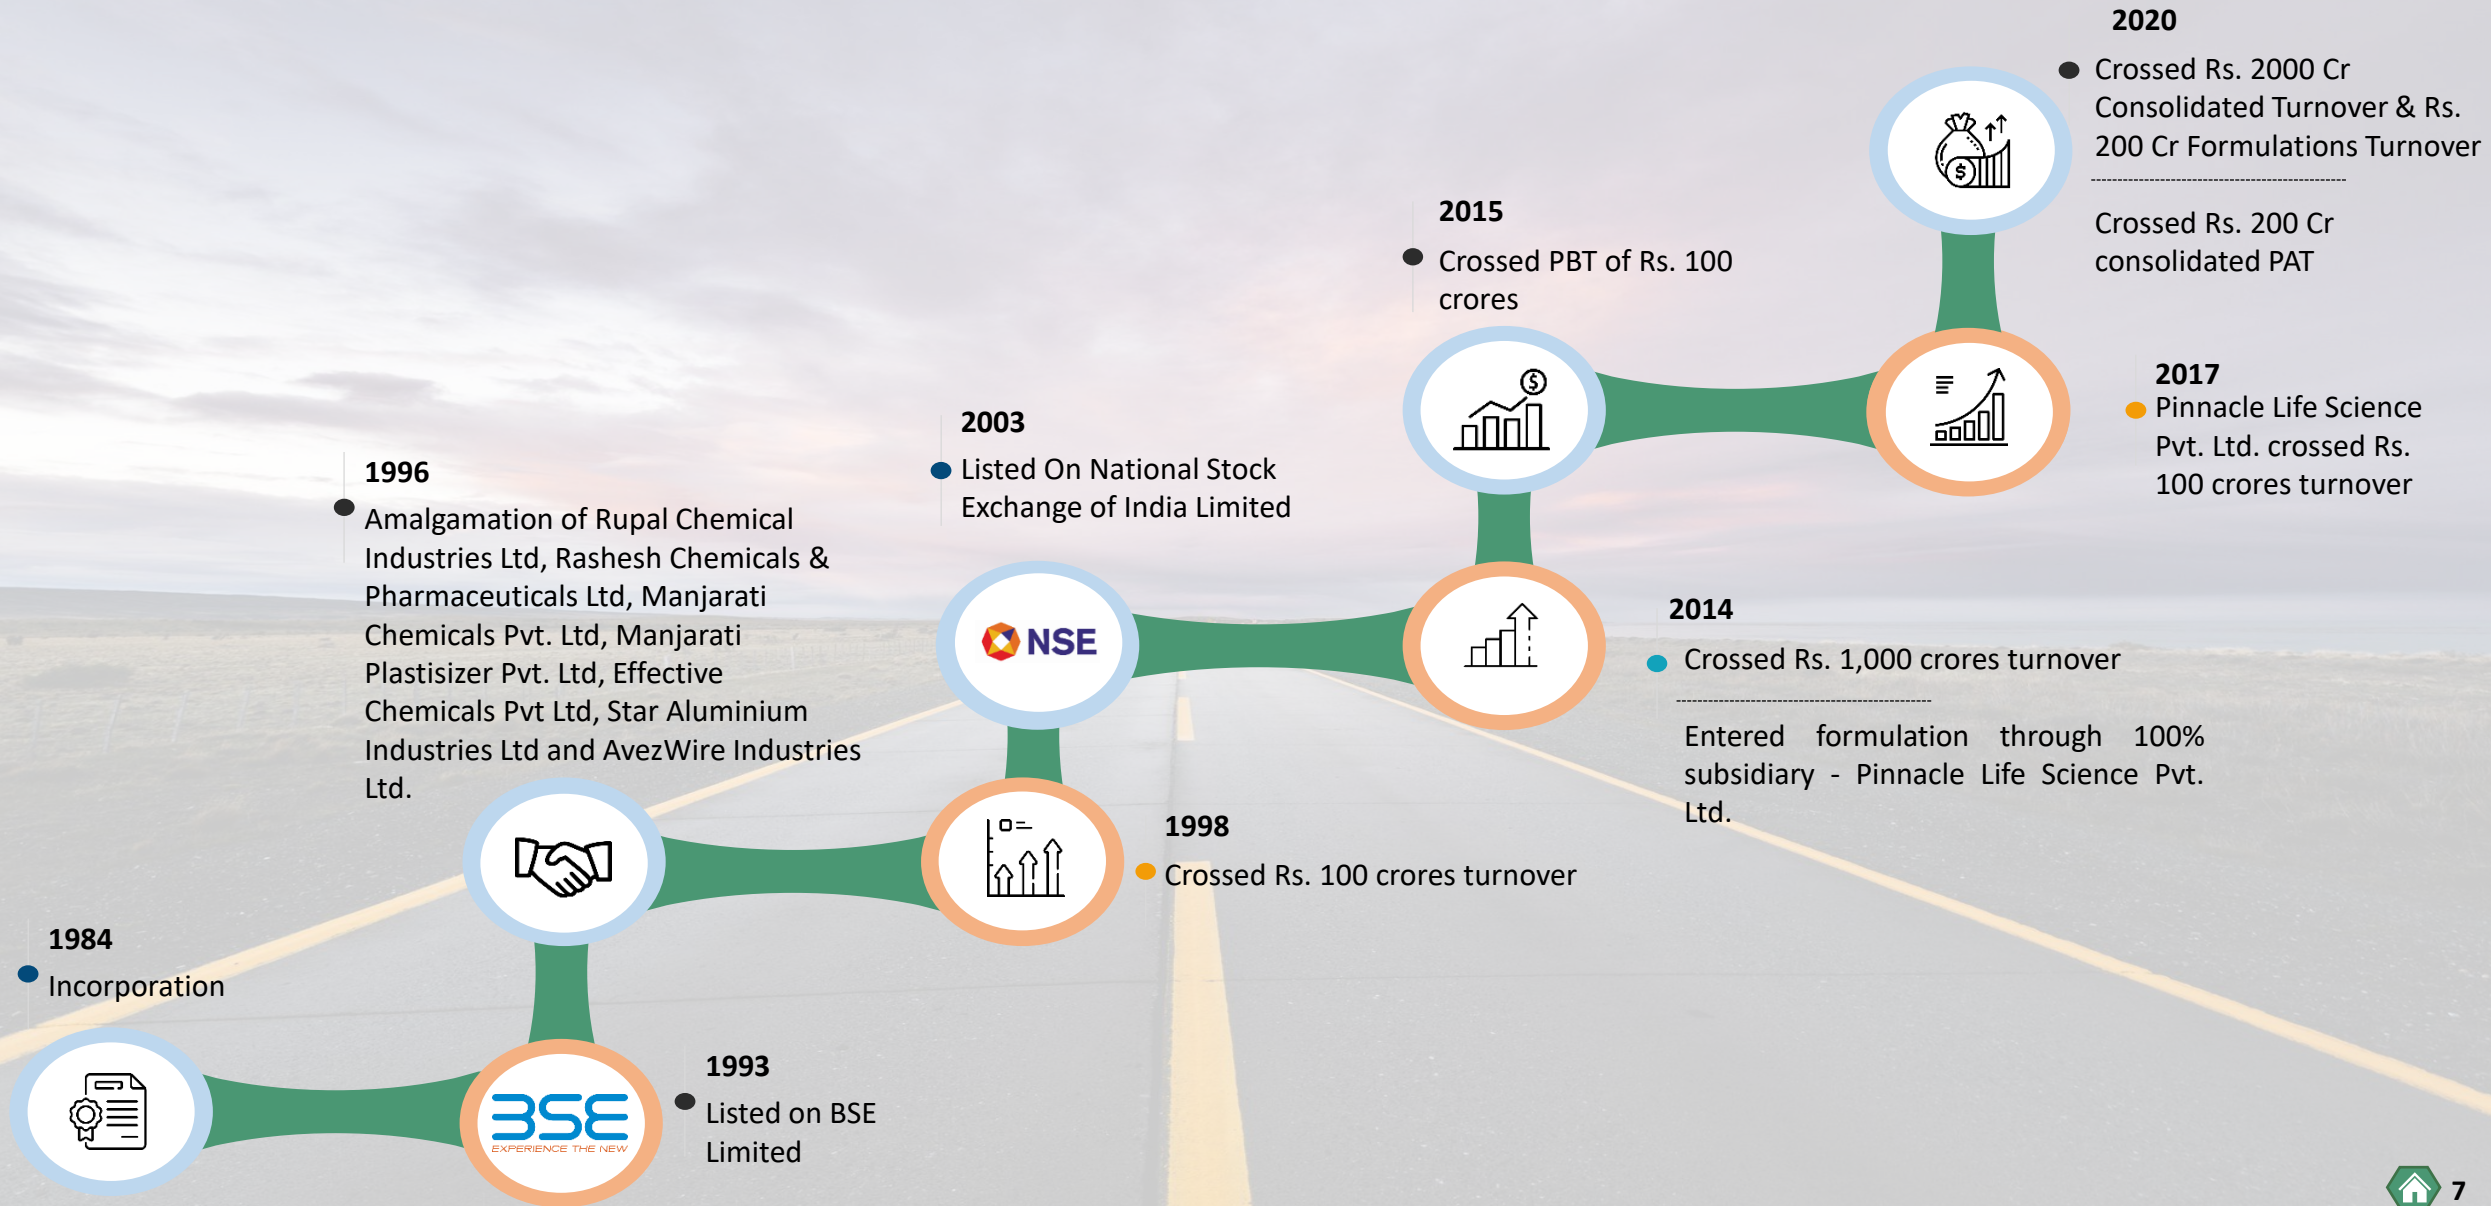 2020
Crossed Rs. 2000 Cr
Consolidated Turnover & Rs.
200 Cr Formulations Turnover
Crossed Rs. 200 Cr
consolidated PAT
2015
Crossed PBT of Rs. 100
crores
2017
Pinnacle Life Science
Pvt. Ltd. crossed Rs.
100 crores turnover
2003
Listed On National Stock
Exchange of India Limited
1996
Amalgamation of Rupal Chemical
Industries Ltd, Rashesh Chemicals &
Pharmaceuticals Ltd, Manjarati
Chemicals Pvt. Ltd, Manjarati
Plastisizer Pvt. Ltd, Effective
Chemicals Pvt Ltd, Star Aluminium
Industries Ltd and AvezWire Industries
Ltd.
NSE
2014
Crossed Rs. 1,000 crores turnover
Entered formulation through 100%
subsidiary - Pinnacle Life Science Pvt.
Ltd.
1998
Crossed Rs. 100 crores turnover
1984
Incorporation
BSE
EXPERIENCE THE NEW
1993
Listed on BSE
Limited
7